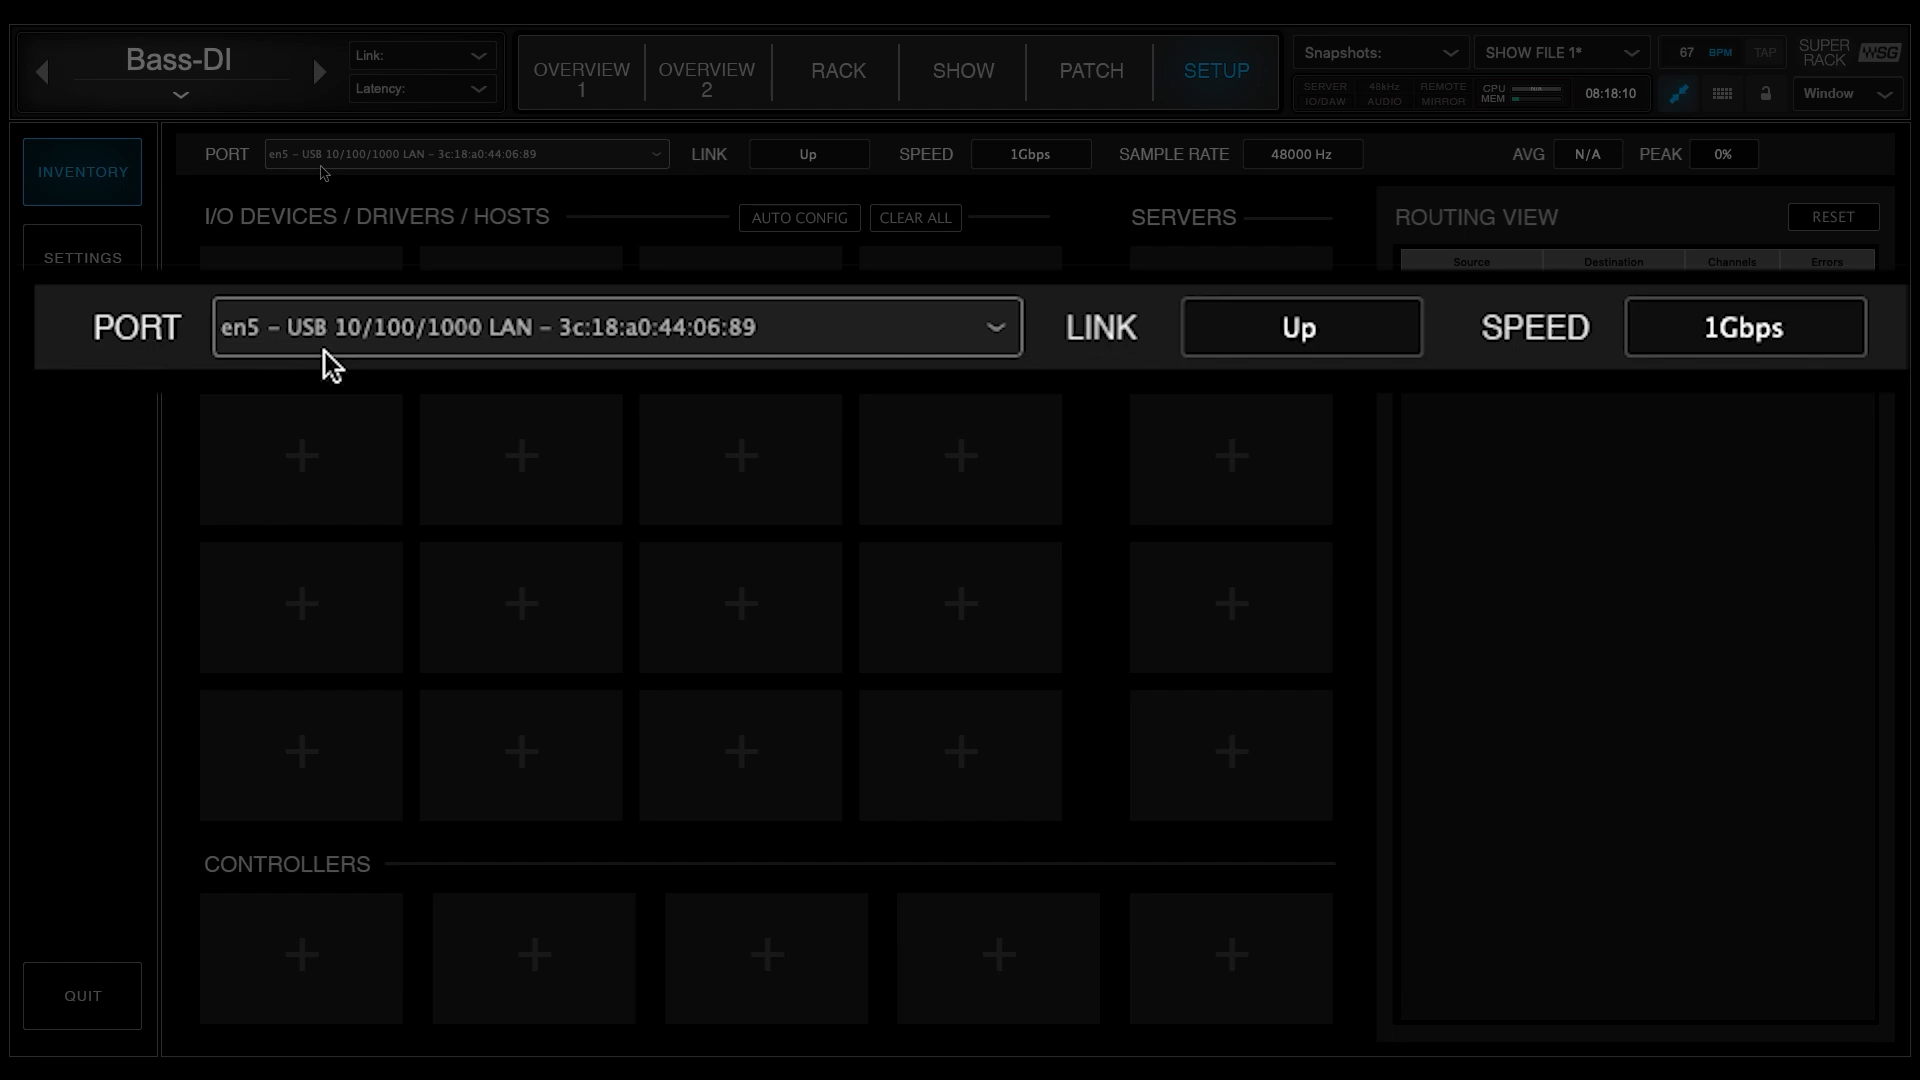 Bass-DI
Link:
Latency:
OVERVIEW 1
OVERVIEW 2
RACK
SHOW
PATCH
SETUP
Snapshots:
SHOW FILE 1*
67 BPM TAP
SUPER RACK WSG
SERVER IO/DAW
48kHz AUDIO
REMOTE MIRROR
CPU N/A
MEM
08:18:10
Window
INVENTORY
SETTINGS
QUIT
PORT en5 – USB 10/100/1000 LAN – 3c:18:a0:44:06:89 LINK Up SPEED 1Gbps SAMPLE RATE 48000 Hz AVG N/A PEAK 0%
I/O DEVICES / DRIVERS / HOSTS AUTO CONFIG CLEAR ALL SERVERS ROUTING VIEW RESET
Source Destination Channels Errors
PORT en5 – USB 10/100/1000 LAN – 3c:18:a0:44:06:89 LINK Up SPEED 1Gbps
CONTROLLERS